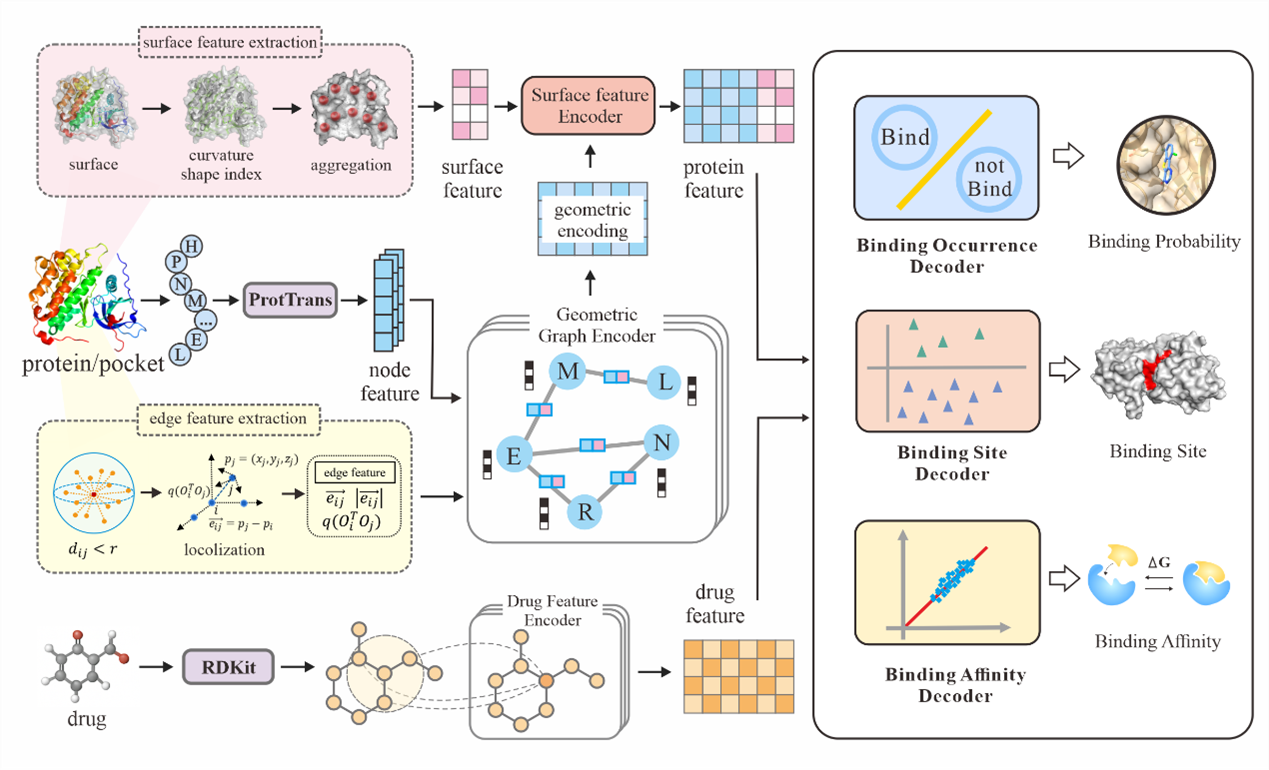 surface feature extraction
surface
curvature
shape index
aggregation
surface
feature
Surface feature
Encoder
protein
feature
geometric
encoding
protein/pocket
H
P
N
M
...
E
L
ProtTrans
node
feature
Geometric
Graph Encoder
M
L
E
N
R
edge feature extraction
d_{ij} < r
p_j = (x_j, y_j, z_j)
q(O_i^T O_j)
j
i
\overrightarrow{e_{ij}} = p_j − p_i
locolization
edge feature
\overrightarrow{e_{ij}} |\overrightarrow{e_{ij}}|
q(O_i^T O_j)
drug
RDKit
Drug Feature
Encoder
drug
feature
Bind
not
Bind
Binding Occurrence
Decoder
Binding Probability
Binding Site
Decoder
Binding Site
Binding Affinity
Decoder
ΔG
Binding Affinity